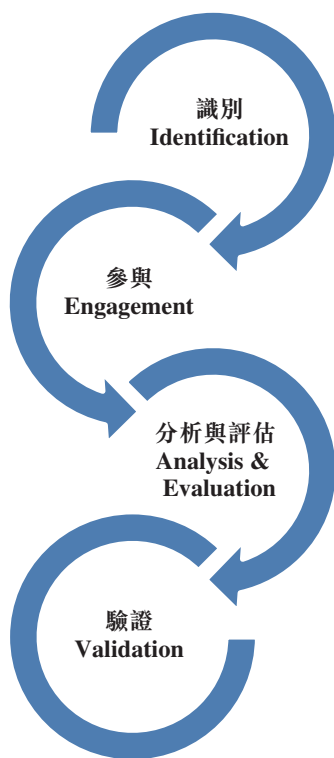 識別
Identification
參與
Engagement
分析與評估
Analysis &
Evaluation
驗證
Validation